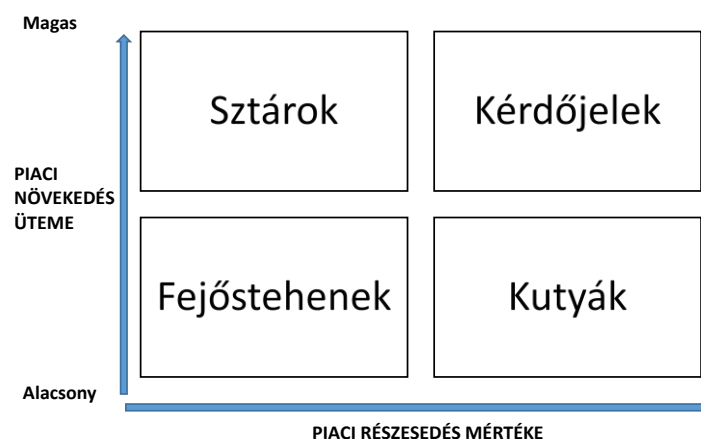 Magas
Sztárok
Kérdőjelek
PIACI
NÖVEKEDÉS
ÜTEME
Fejőstehenek
Kutyák
Alacsony
PIACI RÉSZESEDÉS MÉRTÉKE